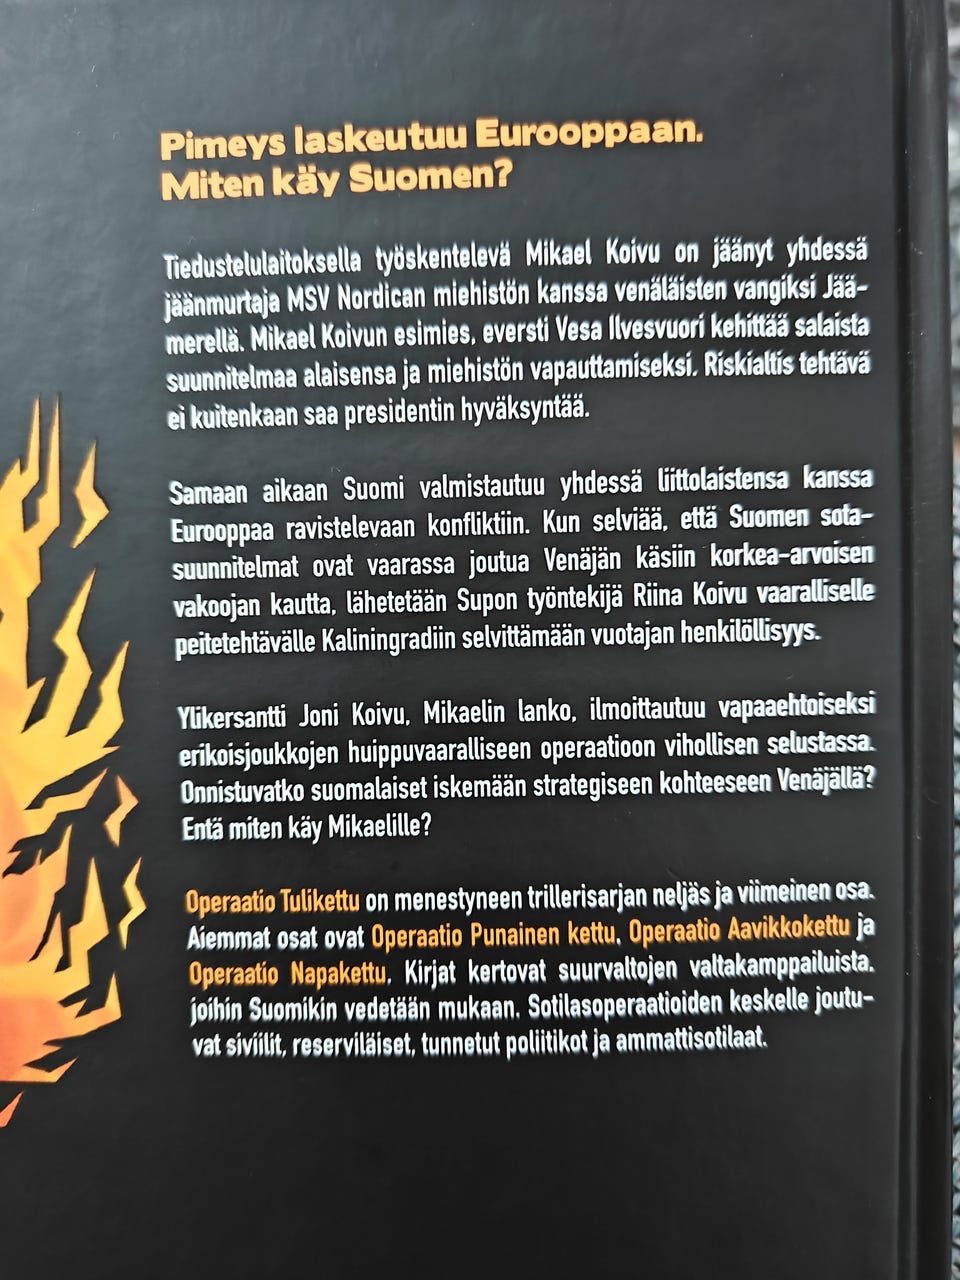 Pimeys laskeutuu Eurooppaan.
Miten käy Suomen?
Tiedustelulaitoksella työskentelevä Mikael Koivu on jäänyt yhdessä
jäänmurtaja MSV Nordican miehistön kanssa venäläisten vangiksi Jää-
merellä. Mikael Koivun esimies, eversti Vesa Ilvesvuori kehittää salaista
suunnitelmaa alaisensa ja miehistön vapauttamiseksi. Riskialtis tehtävä
ei kuitenkaan saa presidentin hyväksyntää.
Samaan aikaan Suomi valmistautuu yhdessä liittolaistensa kanssa
Eurooppaa ravistelevaan konfliktiin. Kun selviää, että Suomen sota-
suunnitelmat ovat vaarassa joutua Venäjän käsiin korkea-arvoisen
vakoojan kautta, lähetetään Supon työntekijä Riina Koivu vaaralliselle
peitetehtävälle Kaliningradiin selvittämään vuotajan henkilöllisyys.
Ylikersantti Joni Koivu, Mikaelin lanko, ilmoittautuu vapaaehtoiseksi
erikoisjoukkojen huippuvaaralliseen operaatioon vihollisen selustassa.
Onnistuvatko suomalaiset iskemään strategiseen kohteeseen Venäjällä?
Entä miten käy Mikaelille?
Operaatio Tulikettu on menestyneen trillerisarjan neljäs ja viimeinen osa.
Aiemmat osat ovat Operaatio Punainen kettu, Operaatio Aavikkokettu ja
Operaatio Napakettu. Kirjat kertovat suurvaltojen valtakamppailuista,
joihin Suomikin vedetään mukaan. Sotilasoperaatioiden keskelle joutu-
vat siviilit, reserviläiset, tunnetut poliitikot ja ammattisotilaat.